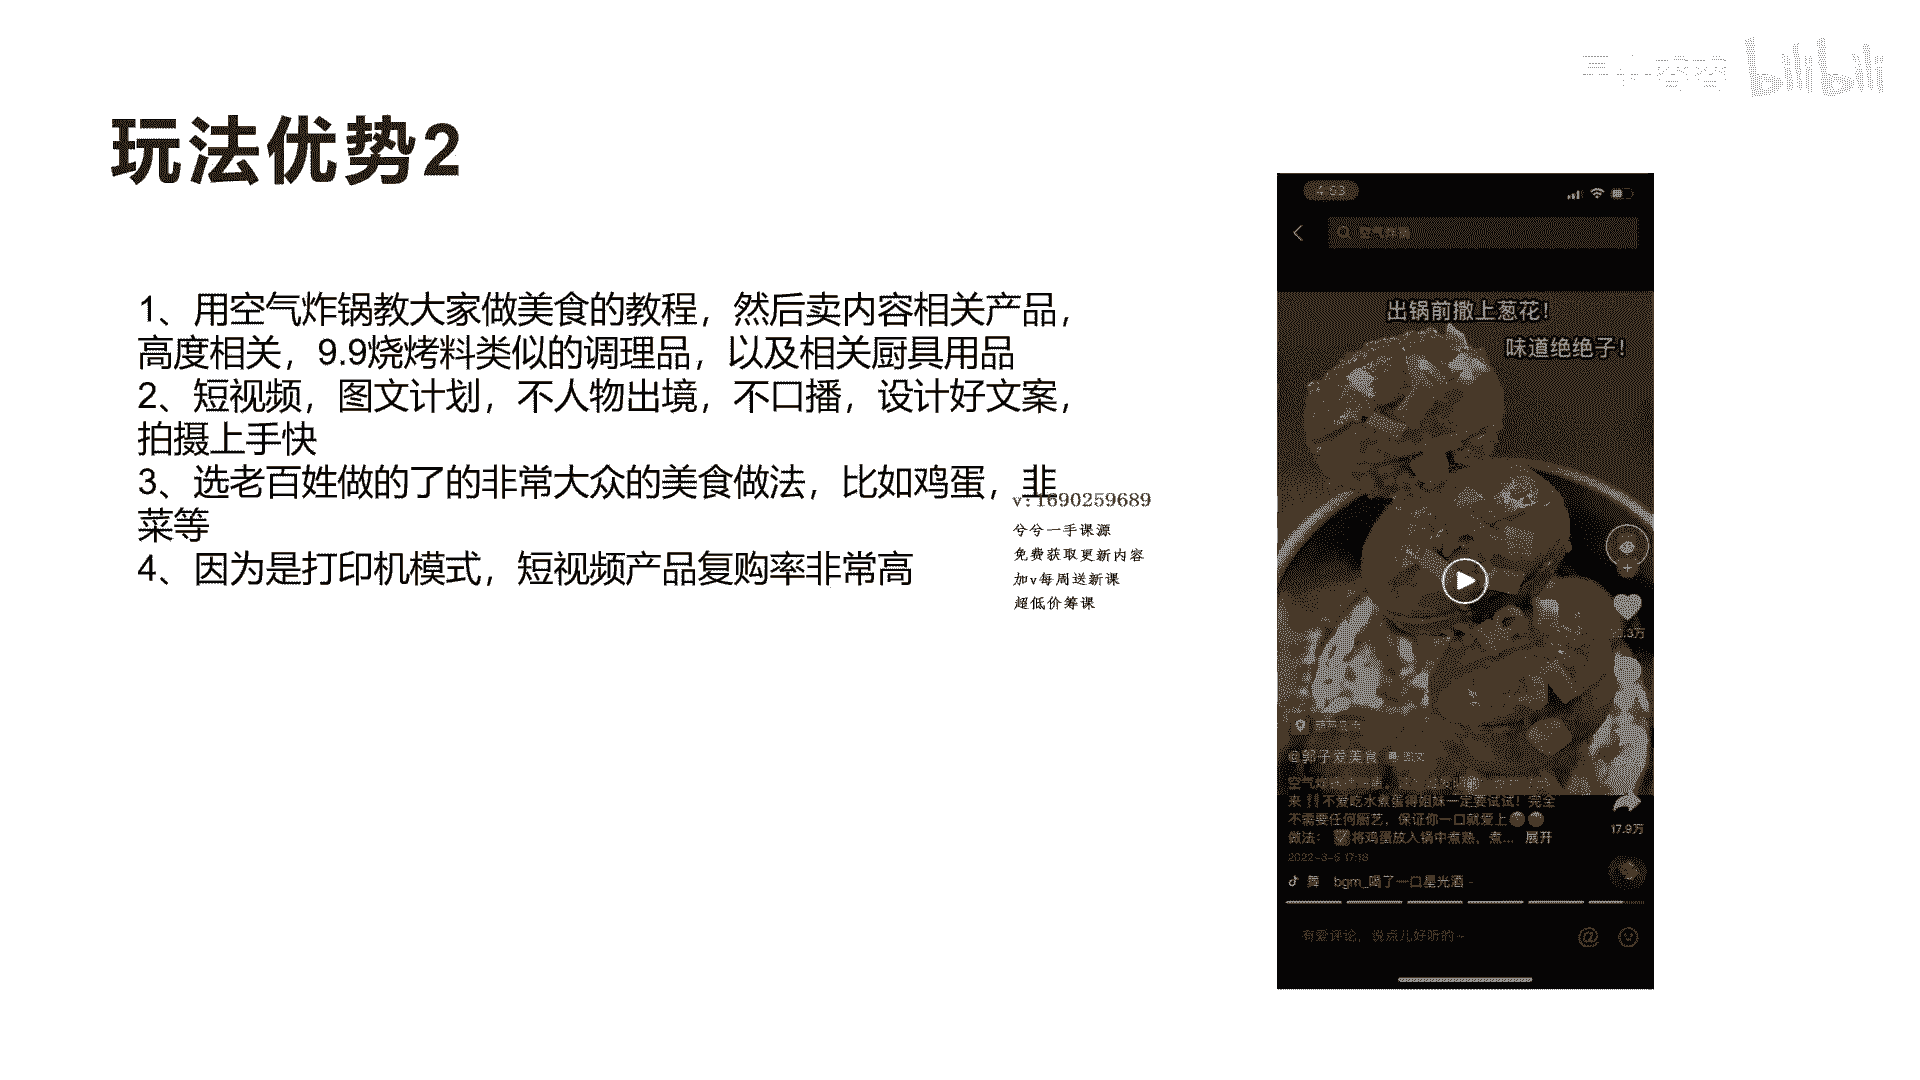 bilibili
玩法优势2
1、用空气炸锅教大家做美食的教程，然后卖内容相关产品，
高度相关，9.9烧烤料类似的调理品，以及相关厨具用品
2、短视频，图文计划，不人物出境，不口播，设计好文案，
拍摄上手快
3、选老百姓做的了的非常大众的美食做法，比如鸡蛋，韭
菜等
4、因为是打印机模式，短视频产品复购率非常高
v:1690259689
兮兮一手课源
免费获取更新内容
加v每周送新课
超低价筹课
4:53
空气炸锅
出锅前撒上葱花！
味道绝绝子！
@郭子爱美食 图文
来 不爱吃水煮蛋得姐妹一定要试试！完全
不需要任何厨艺，保证你一口就爱上
做法： 将鸡蛋放入锅中煮熟，煮... 展开
17.9万
2022-3-5 17:18
bgm_喝了一口星光酒
有爱评论，说点儿好听的~